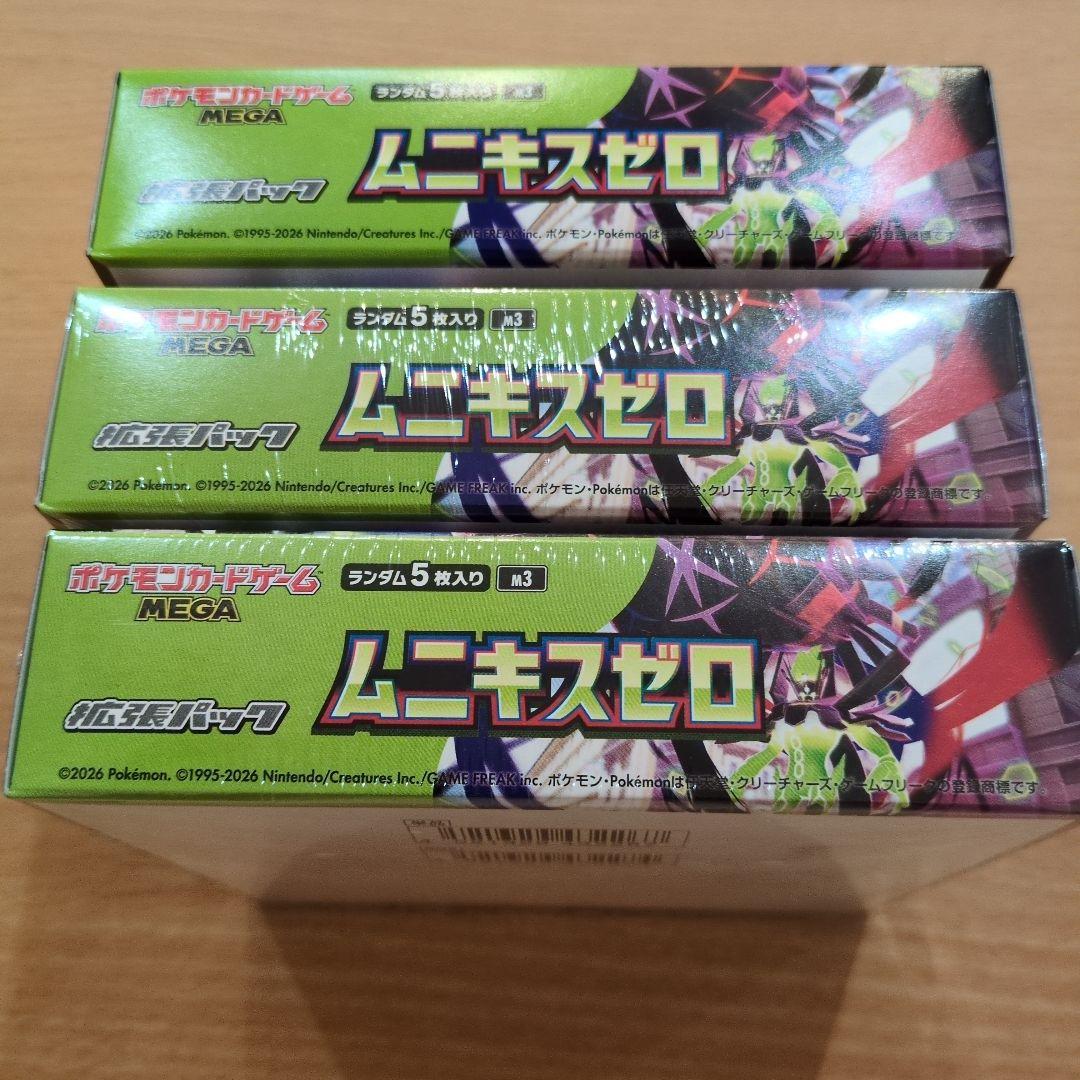 ポケモンカードゲーム
MEGA
ランダム5枚入り M3
ムニキスゼロ
拡張パック
©2026 Pokémon. ©1995-2026 Nintendo/Creatures Inc./GAME FREAK inc. ポケモン・Pokémonは任天堂・クリーチャーズ・ゲームフリークの登録商標です。
ポケモンカードゲーム
MEGA
ランダム5枚入り M3
ムニキスゼロ
拡張パック
©2026 Pokémon. ©1995-2026 Nintendo/Creatures Inc./GAME FREAK inc. ポケモン・Pokémonは任天堂・クリーチャーズ・ゲームフリークの登録商標です。
ポケモンカードゲーム
MEGA
ランダム5枚入り M3
ムニキスゼロ
拡張パック
©2026 Pokémon. ©1995-2026 Nintendo/Creatures Inc./GAME FREAK inc. ポケモン・Pokémonは任天堂・クリーチャーズ・ゲームフリークの登録商標です。